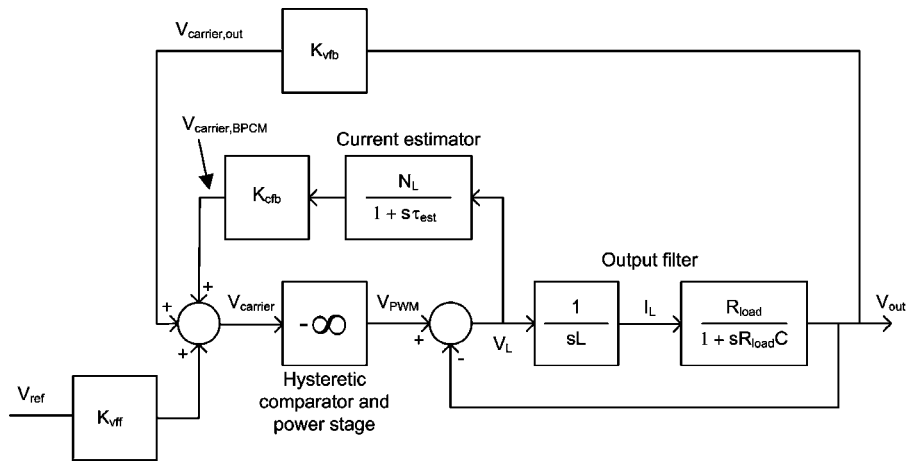 V_carrier,out
K_vfb
V_carrier,BPCM
Current estimator
K_cfb
N_L
1 + sτ_est
Output filter
+
+
+
V_carrier
-∞
V_PWM
+
-
V_L
1
sL
I_L
R_load
1 + sR_loadC
V_out
Hysteretic
comparator and
power stage
V_ref
K_vff